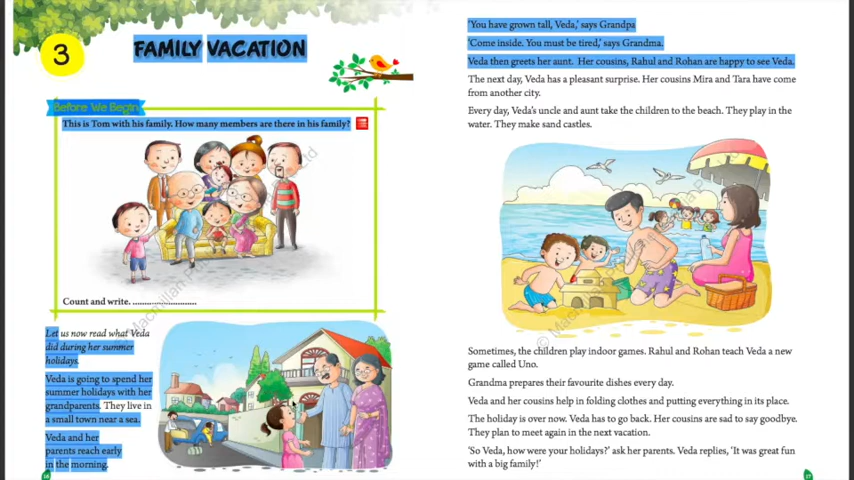 3
FAMILY VACATION
Before We Begin
This is Tom with his family. How many members are there in his family?
Count and write. ........................
Let us now read what Veda
did during her summer
holidays.
Veda is going to spend her
summer holidays with her
grandparents. They live in
a small town near a sea.
Veda and her
parents reach early
in the morning.
16
'You have grown tall, Veda,' says Grandpa
'Come inside. You must be tired,' says Grandma.
Veda then greets her aunt. Her cousins, Rahul and Rohan are happy to see Veda.
The next day, Veda has a pleasant surprise. Her cousins Mira and Tara have come
from another city.
Every day, Veda's uncle and aunt take the children to the beach. They play in the
water. They make sand castles.
Sometimes, the children play indoor games. Rahul and Rohan teach Veda a new
game called Uno.
Grandma prepares their favourite dishes every day.
Veda and her cousins help in folding clothes and putting everything in its place.
The holiday is over now. Veda has to go back. Her cousins are sad to say goodbye.
They plan to meet again in the next vacation.
'So Veda, how were your holidays?' ask her parents. Veda replies, 'It was great fun
with a big family!'
17